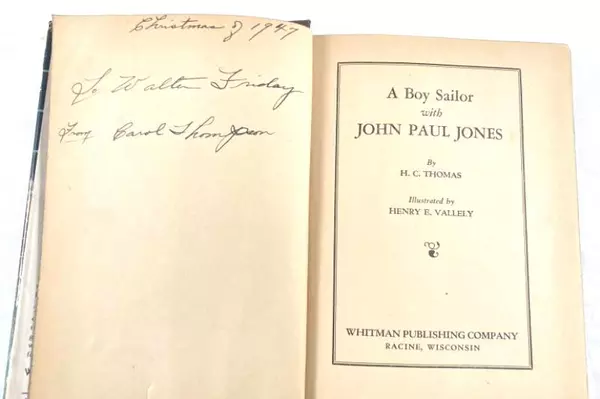 Christmas of 1947
To Walter Friday
From Carol Thompson
A Boy Sailor
with
JOHN PAUL JONES
By
H. C. THOMAS
Illustrated by
HENRY E. VALLELY
WHITMAN PUBLISHING COMPANY
RACINE, WISCONSIN